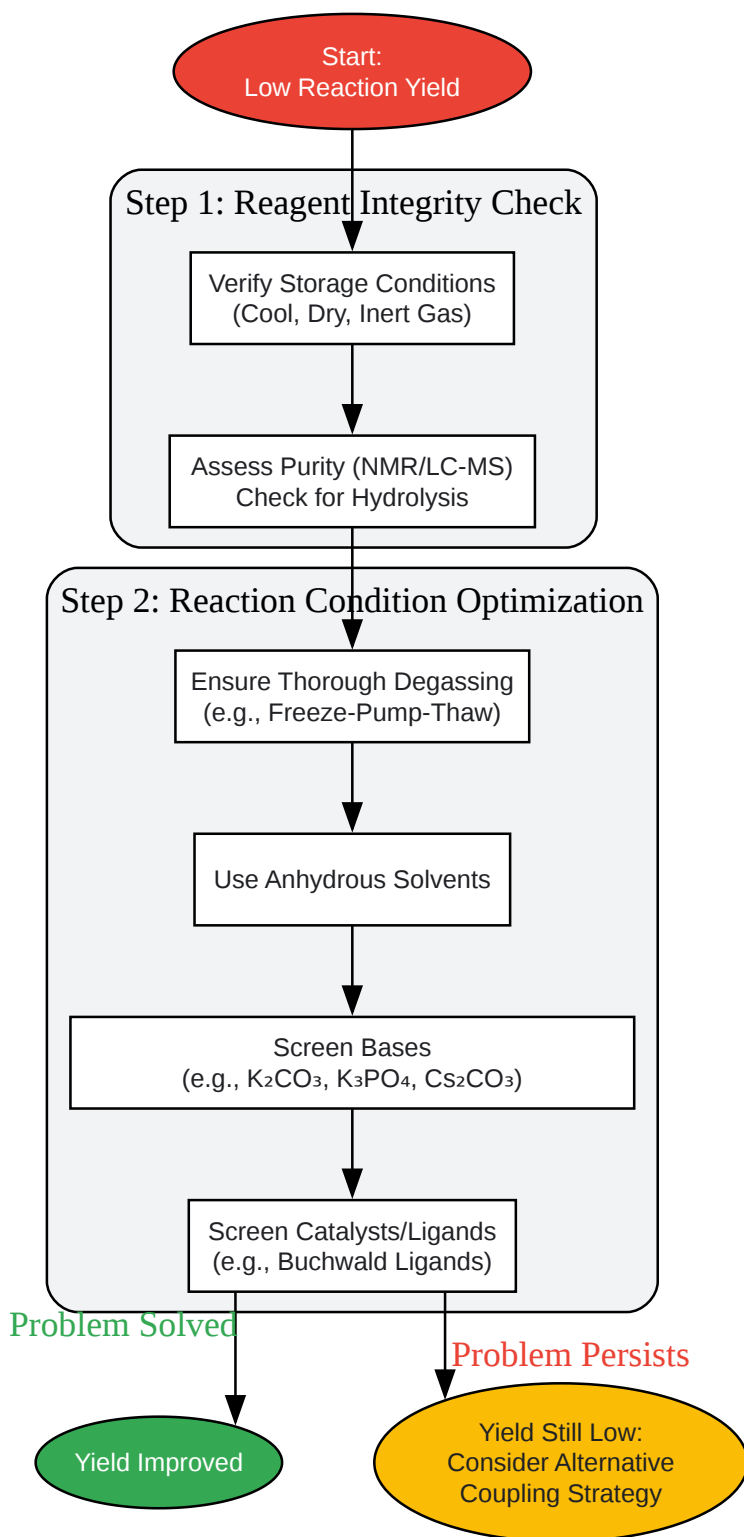 Start:
Low Reaction Yield
Step 1: Reagent Integrity Check
Verify Storage Conditions
(Cool, Dry, Inert Gas)
Assess Purity (NMR/LC-MS)
Check for Hydrolysis
Step 2: Reaction Condition Optimization
Ensure Thorough Degassing
(e.g., Freeze-Pump-Thaw)
Use Anhydrous Solvents
Screen Bases
(e.g., K₂CO₃, K₃PO₄, Cs₂CO₃)
Screen Catalysts/Ligands
(e.g., Buchwald Ligands)
Problem Solved
Problem Persists
Yield Improved
Yield Still Low:
Consider Alternative
Coupling Strategy